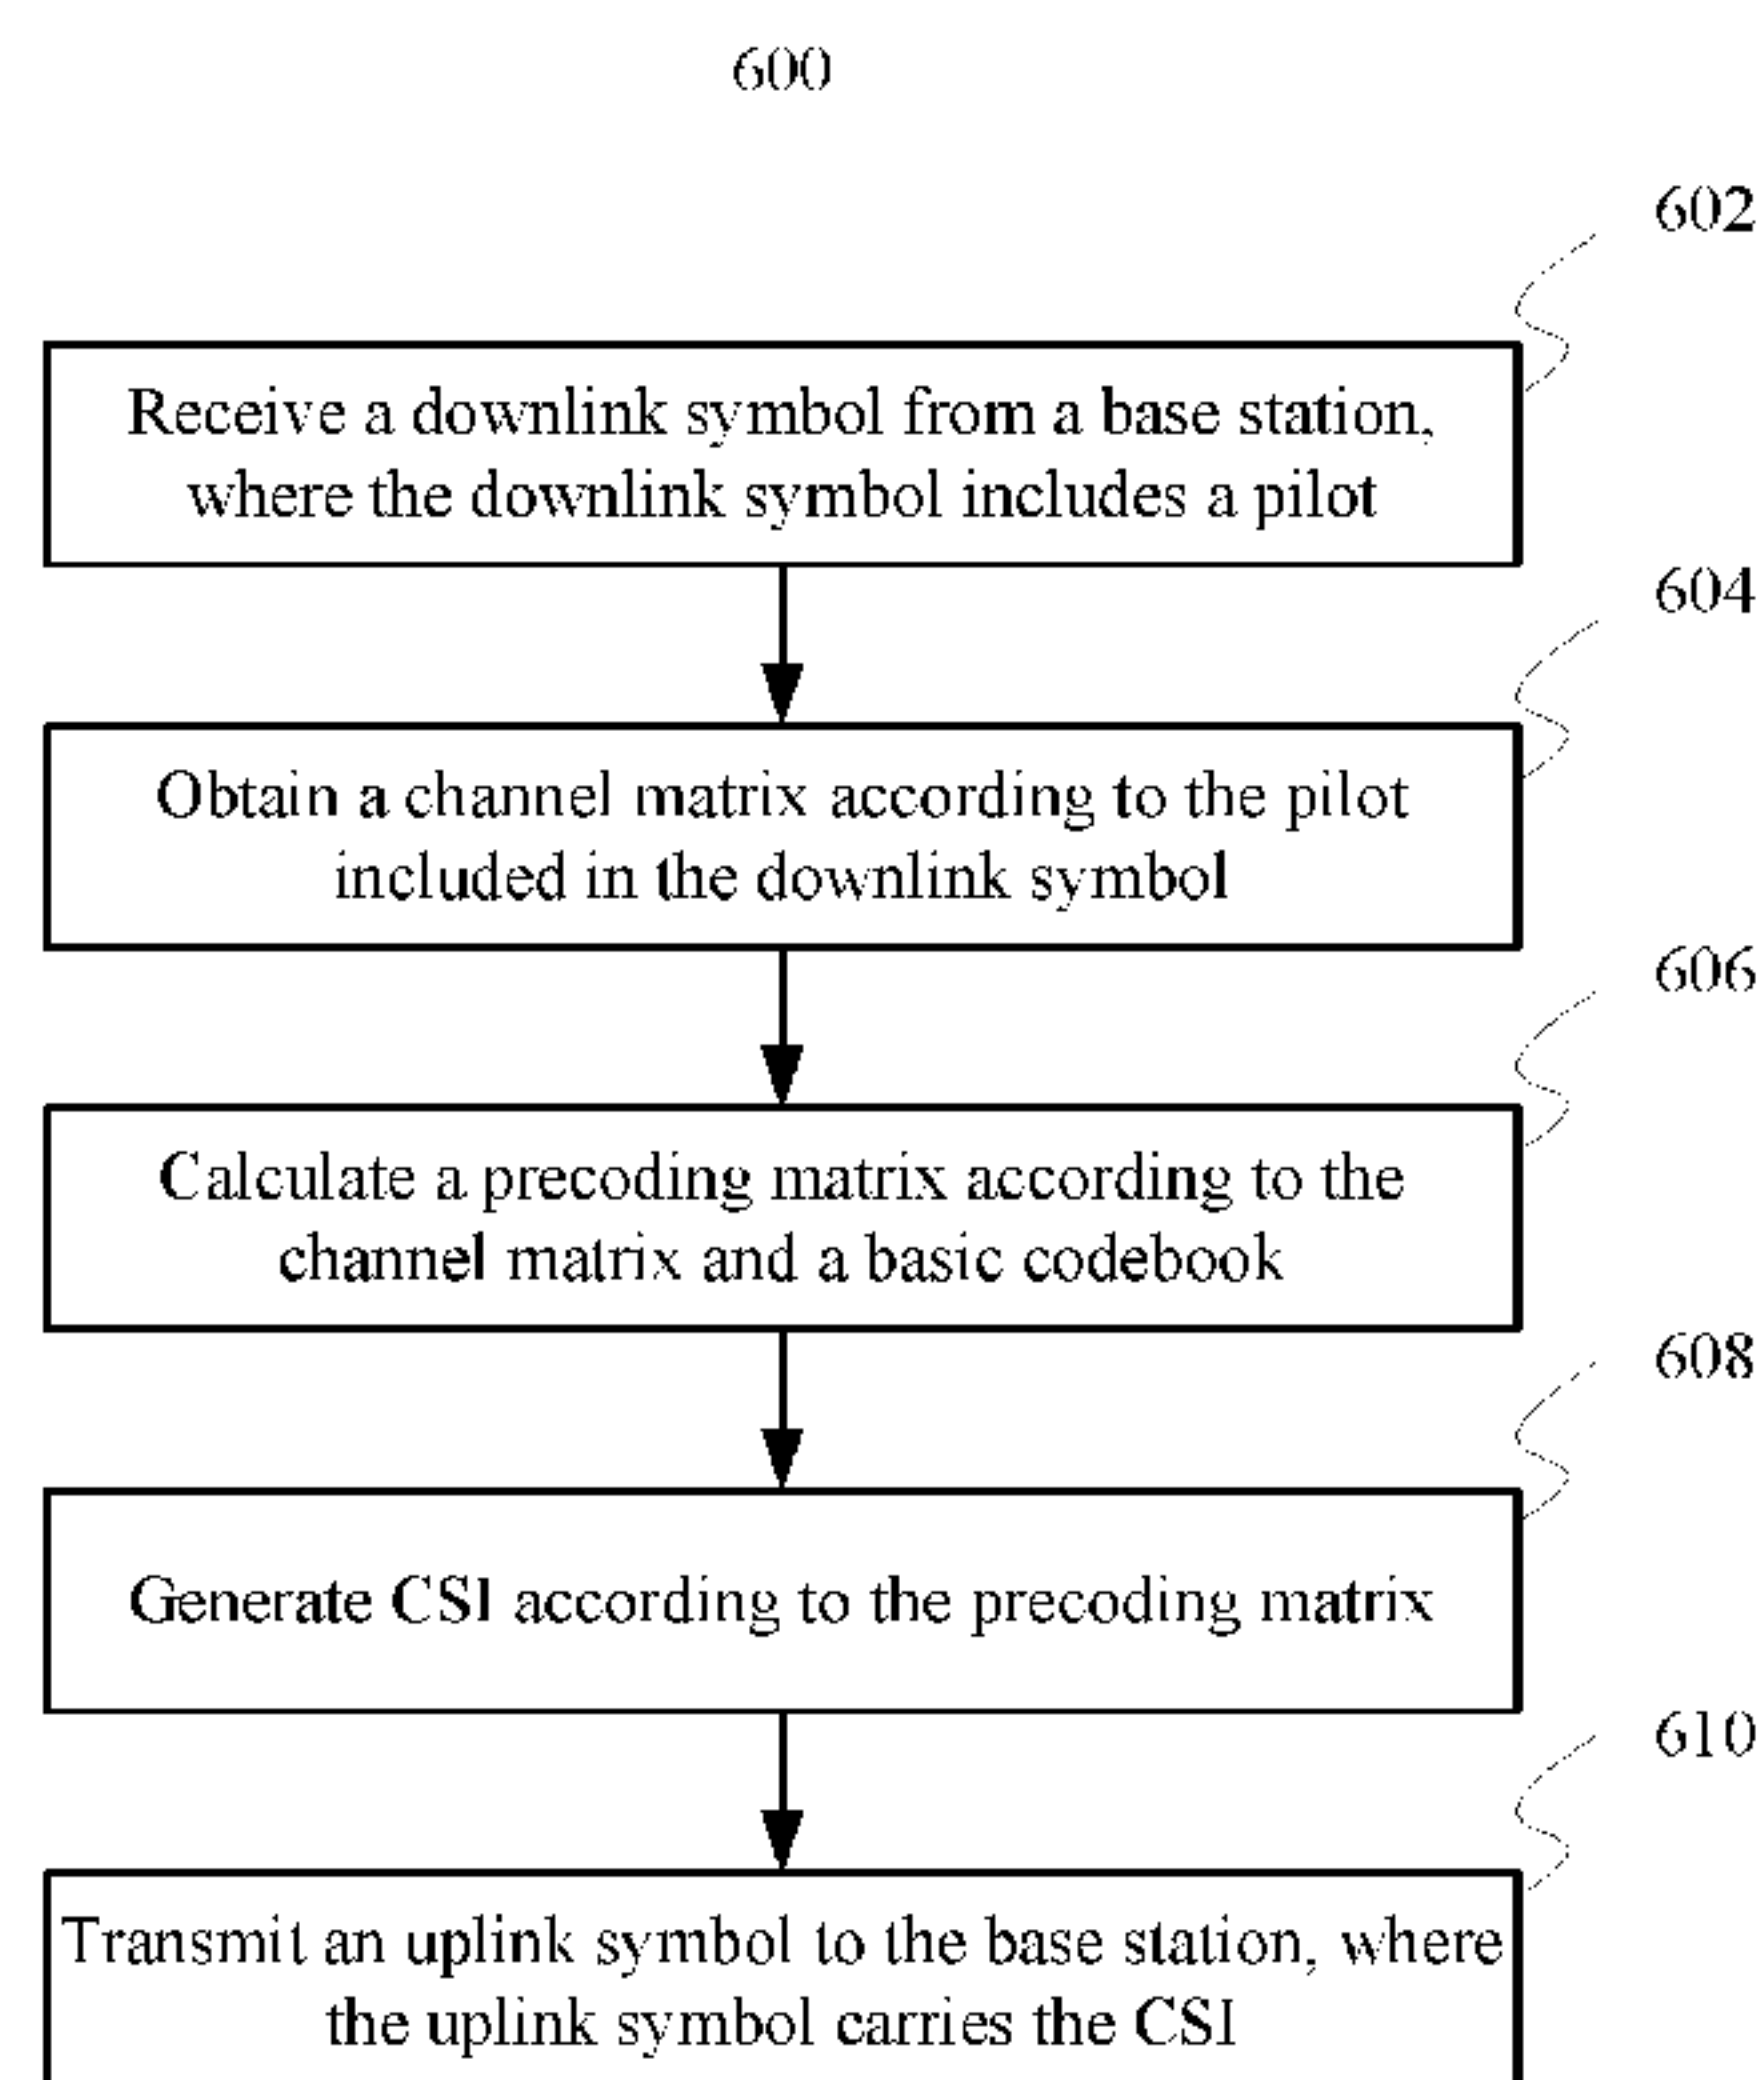 600
602
Receive a downlink symbol from a base station,
where the downlink symbol includes a pilot
604
Obtain a channel matrix according to the pilot
included in the downlink symbol
606
Calculate a precoding matrix according to the
channel matrix and a basic codebook
608
Generate CSI according to the precoding matrix
610
Transmit an uplink symbol to the base station, where
the uplink symbol carries the CSI